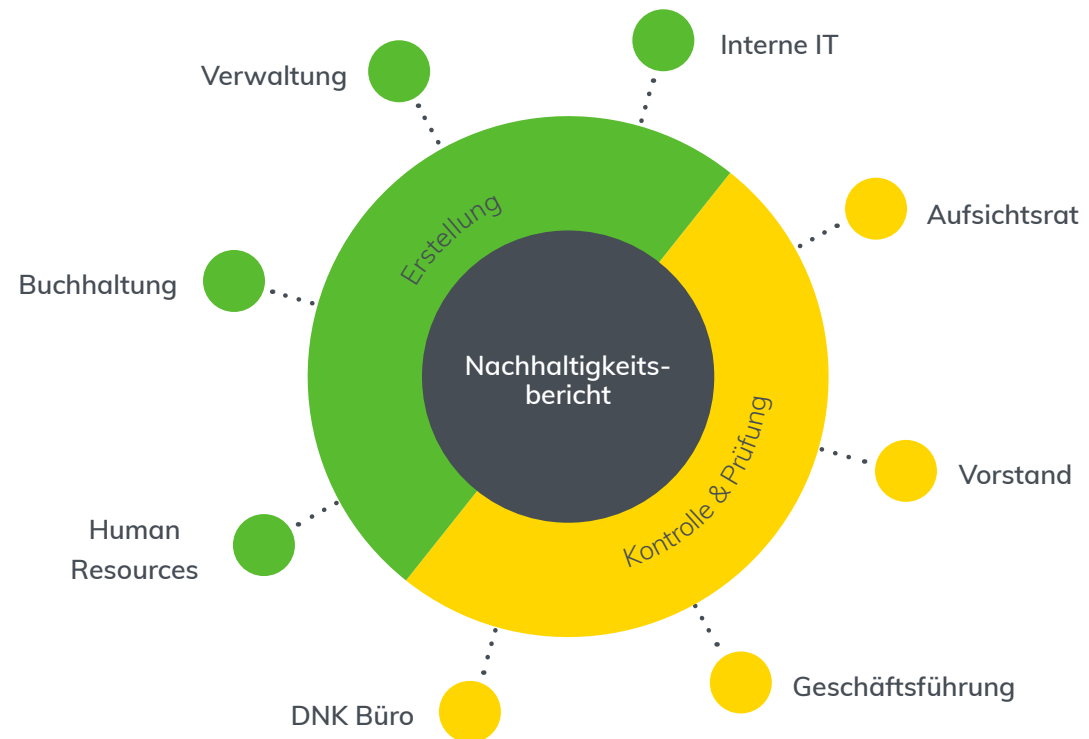 Interne IT
Verwaltung
Aufsichtsrat
Erstellung
Buchhaltung
Nachhaltigkeits-
bericht
Kontrolle & Prüfung
Vorstand
Human
Resources
Geschäftsführung
DNK Büro